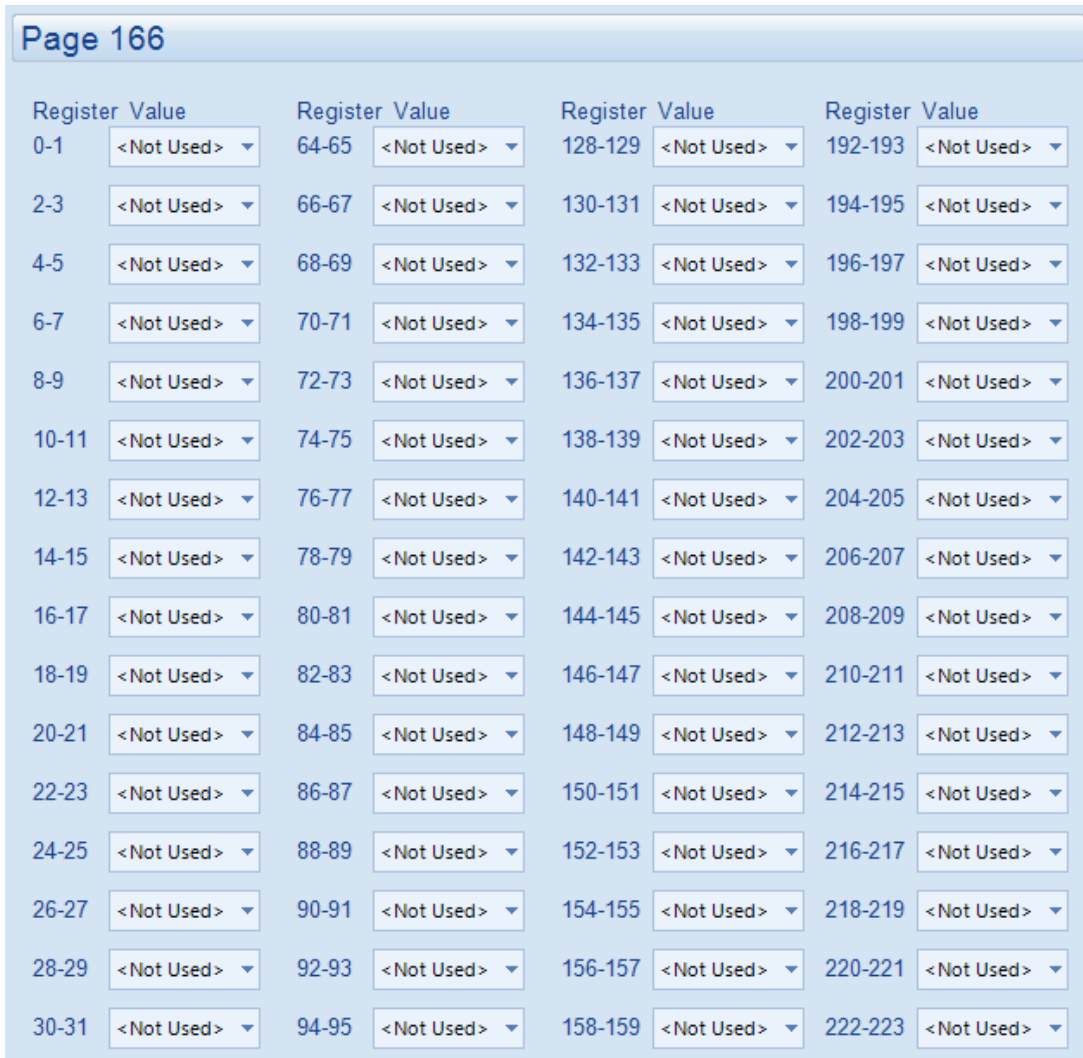 Page 166
Register Value Register Value Register Value Register Value
0-1 <Not Used> 64-65 <Not Used> 128-129 <Not Used> 192-193 <Not Used>
2-3 <Not Used> 66-67 <Not Used> 130-131 <Not Used> 194-195 <Not Used>
4-5 <Not Used> 68-69 <Not Used> 132-133 <Not Used> 196-197 <Not Used>
6-7 <Not Used> 70-71 <Not Used> 134-135 <Not Used> 198-199 <Not Used>
8-9 <Not Used> 72-73 <Not Used> 136-137 <Not Used> 200-201 <Not Used>
10-11 <Not Used> 74-75 <Not Used> 138-139 <Not Used> 202-203 <Not Used>
12-13 <Not Used> 76-77 <Not Used> 140-141 <Not Used> 204-205 <Not Used>
14-15 <Not Used> 78-79 <Not Used> 142-143 <Not Used> 206-207 <Not Used>
16-17 <Not Used> 80-81 <Not Used> 144-145 <Not Used> 208-209 <Not Used>
18-19 <Not Used> 82-83 <Not Used> 146-147 <Not Used> 210-211 <Not Used>
20-21 <Not Used> 84-85 <Not Used> 148-149 <Not Used> 212-213 <Not Used>
22-23 <Not Used> 86-87 <Not Used> 150-151 <Not Used> 214-215 <Not Used>
24-25 <Not Used> 88-89 <Not Used> 152-153 <Not Used> 216-217 <Not Used>
26-27 <Not Used> 90-91 <Not Used> 154-155 <Not Used> 218-219 <Not Used>
28-29 <Not Used> 92-93 <Not Used> 156-157 <Not Used> 220-221 <Not Used>
30-31 <Not Used> 94-95 <Not Used> 158-159 <Not Used> 222-223 <Not Used>